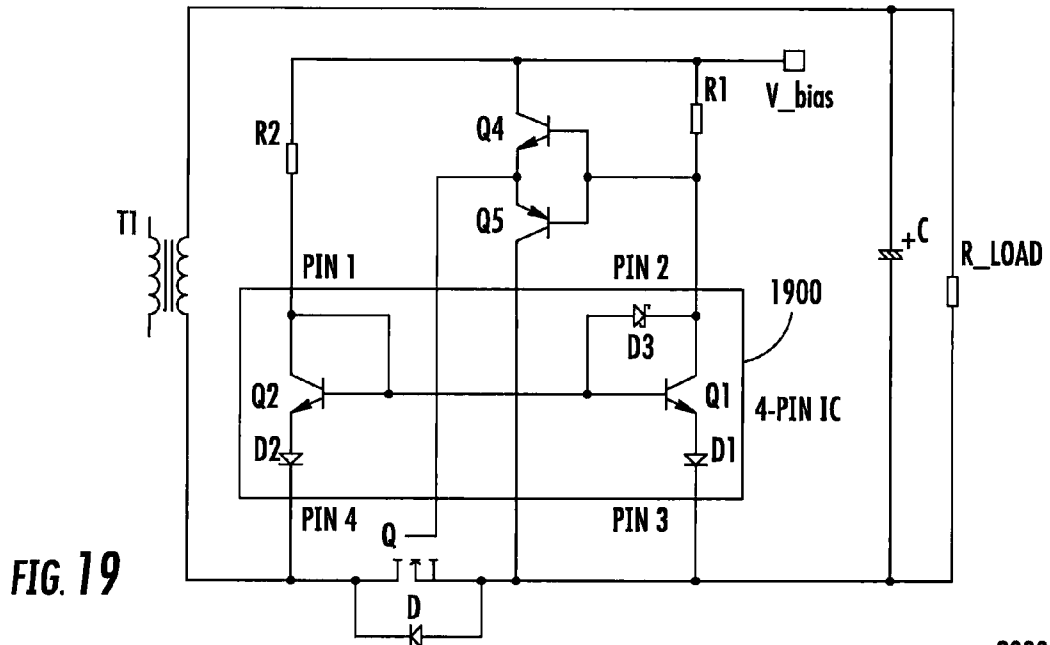 R1
V_bias
R2
Q4
Q5
T1
+C
R_LOAD
PIN 1
PIN 2
1900
D3
Q2
Q1
4-PIN IC
D2
D1
PIN 4
PIN 3
Q
FIG. 19
D